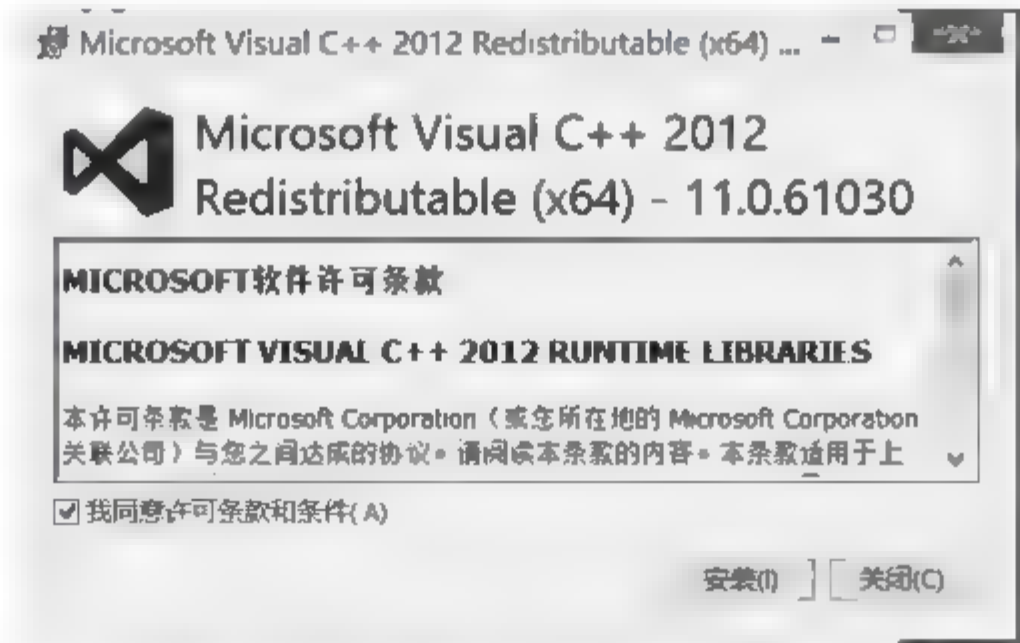 Microsoft Visual C++ 2012 Redistributable (x64) ...
Microsoft Visual C++ 2012
Redistributable (x64) - 11.0.61030
MICROSOFT软件许可条款
MICROSOFT VISUAL C++ 2012 RUNTIME LIBRARIES
本许可条款是 Microsoft Corporation（或您所在地的 Microsoft Corporation
关联公司）与您之间达成的协议。请阅读本条款的内容。本条款适用于上
我同意许可条款和条件(A)
安装(I) 关闭(C)